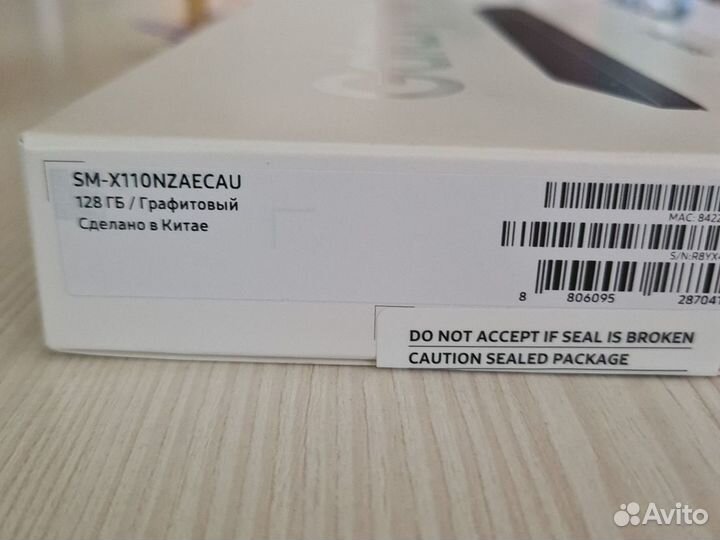 SM-X110NZAECAU
128 ГБ / Графитовый
Сделано в Китае
MAC: 8422
S/N:R8YX
8 806095 287041
DO NOT ACCEPT IF SEAL IS BROKEN
CAUTION SEALED PACKAGE
Avito